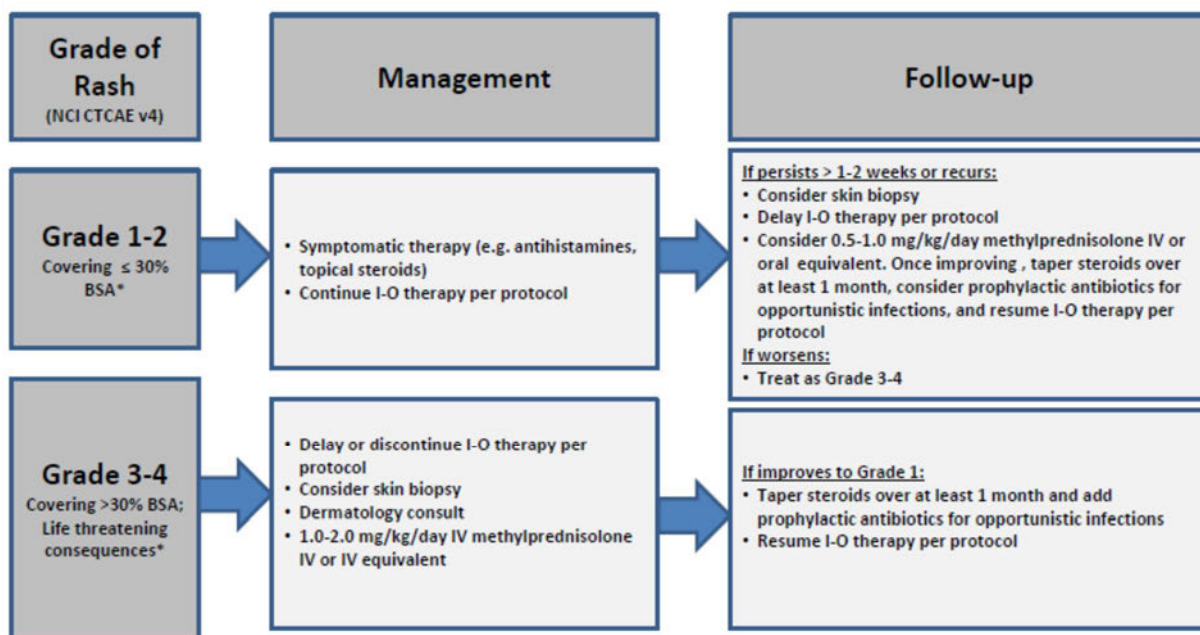 Grade of
Rash
(NCI CTCAE v4)
Management
Follow-up
Grade 1-2
Covering ≤ 30%
BSA*
• Symptomatic therapy (e.g. antihistamines,
topical steroids)
• Continue I-O therapy per protocol
If persists > 1-2 weeks or recurs:
• Consider skin biopsy
• Delay I-O therapy per protocol
• Consider 0.5-1.0 mg/kg/day methylprednisolone IV or
oral equivalent. Once improving , taper steroids over
at least 1 month, consider prophylactic antibiotics for
opportunistic infections, and resume I-O therapy per
protocol
If worsens:
• Treat as Grade 3-4
Grade 3-4
Covering >30% BSA;
Life threatening
consequences*
• Delay or discontinue I-O therapy per
protocol
• Consider skin biopsy
• Dermatology consult
• 1.0-2.0 mg/kg/day IV methylprednisolone
IV or IV equivalent
If improves to Grade 1:
• Taper steroids over at least 1 month and add
prophylactic antibiotics for opportunistic infections
• Resume I-O therapy per protocol